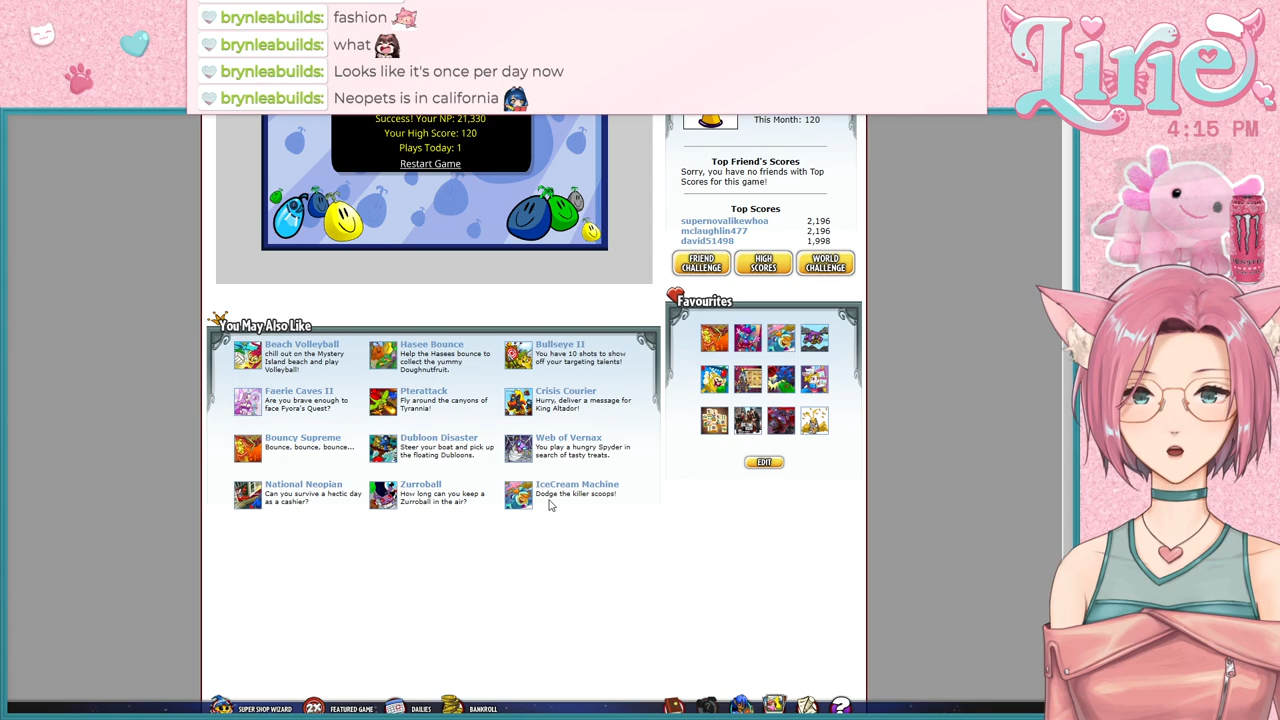 brynleabuilds: fashion
brynleabuilds: what
brynleabuilds: Looks like it's once per day now
brynleabuilds: Neopets is in california
Lirie
4:15 PM
Success! Your NP: 21,330
Your High Score: 120
Plays Today: 1
Restart Game
This Month: 120
Top Friend's Scores
Sorry, you have no friends with Top
Scores for this game!
Top Scores
supernovalikewhoa 2,196
mclaughlin477 2,196
david51498 1,998
FRIEND CHALLENGE
HIGH SCORES
WORLD CHALLENGE
Favourites
EDIT
You May Also Like
Beach Volleyball
chill out on the Mystery
Island beach and play
Volleyball!
Hasee Bounce
Help the Hasees bounce to
collect the yummy
Doughnutfruit.
Bullseye II
You have 10 shots to show
off your targeting talents!
Faerie Caves II
Are you brave enough to
face Fyora's Quest?
Pterattack
Fly around the canyons of
Tyrannia!
Crisis Courier
Hurry, deliver a message for
King Altador!
Bouncy Supreme
Bounce, bounce, bounce...
Dubloon Disaster
Steer your boat and pick up
the floating Dubloons.
Web of Vernax
You play a hungry Spyder in
search of tasty treats.
National Neopian
Can you survive a hectic day
as a cashier?
Zurroball
How long can you keep a
Zurroball in the air?
IceCream Machine
Dodge the killer scoops!
SUPER SHOP WIZARD
2X
FEATURED GAME
DAILIES
BANKROLL
?